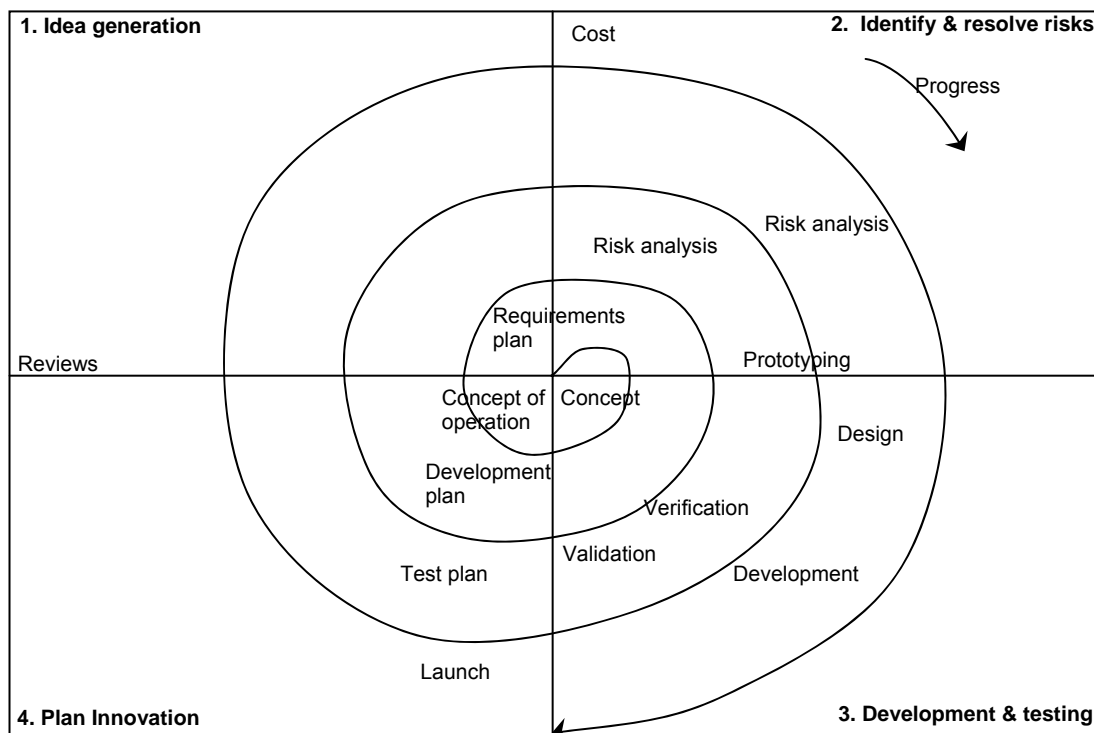 1. Idea generation
Cost
2. Identify & resolve risks
Progress
Risk analysis
Risk analysis
Requirements
plan
Reviews
Prototyping
Concept of
operation
Concept
Design
Development
plan
Verification
Validation
Test plan
Development
Launch
4. Plan Innovation
3. Development & testing